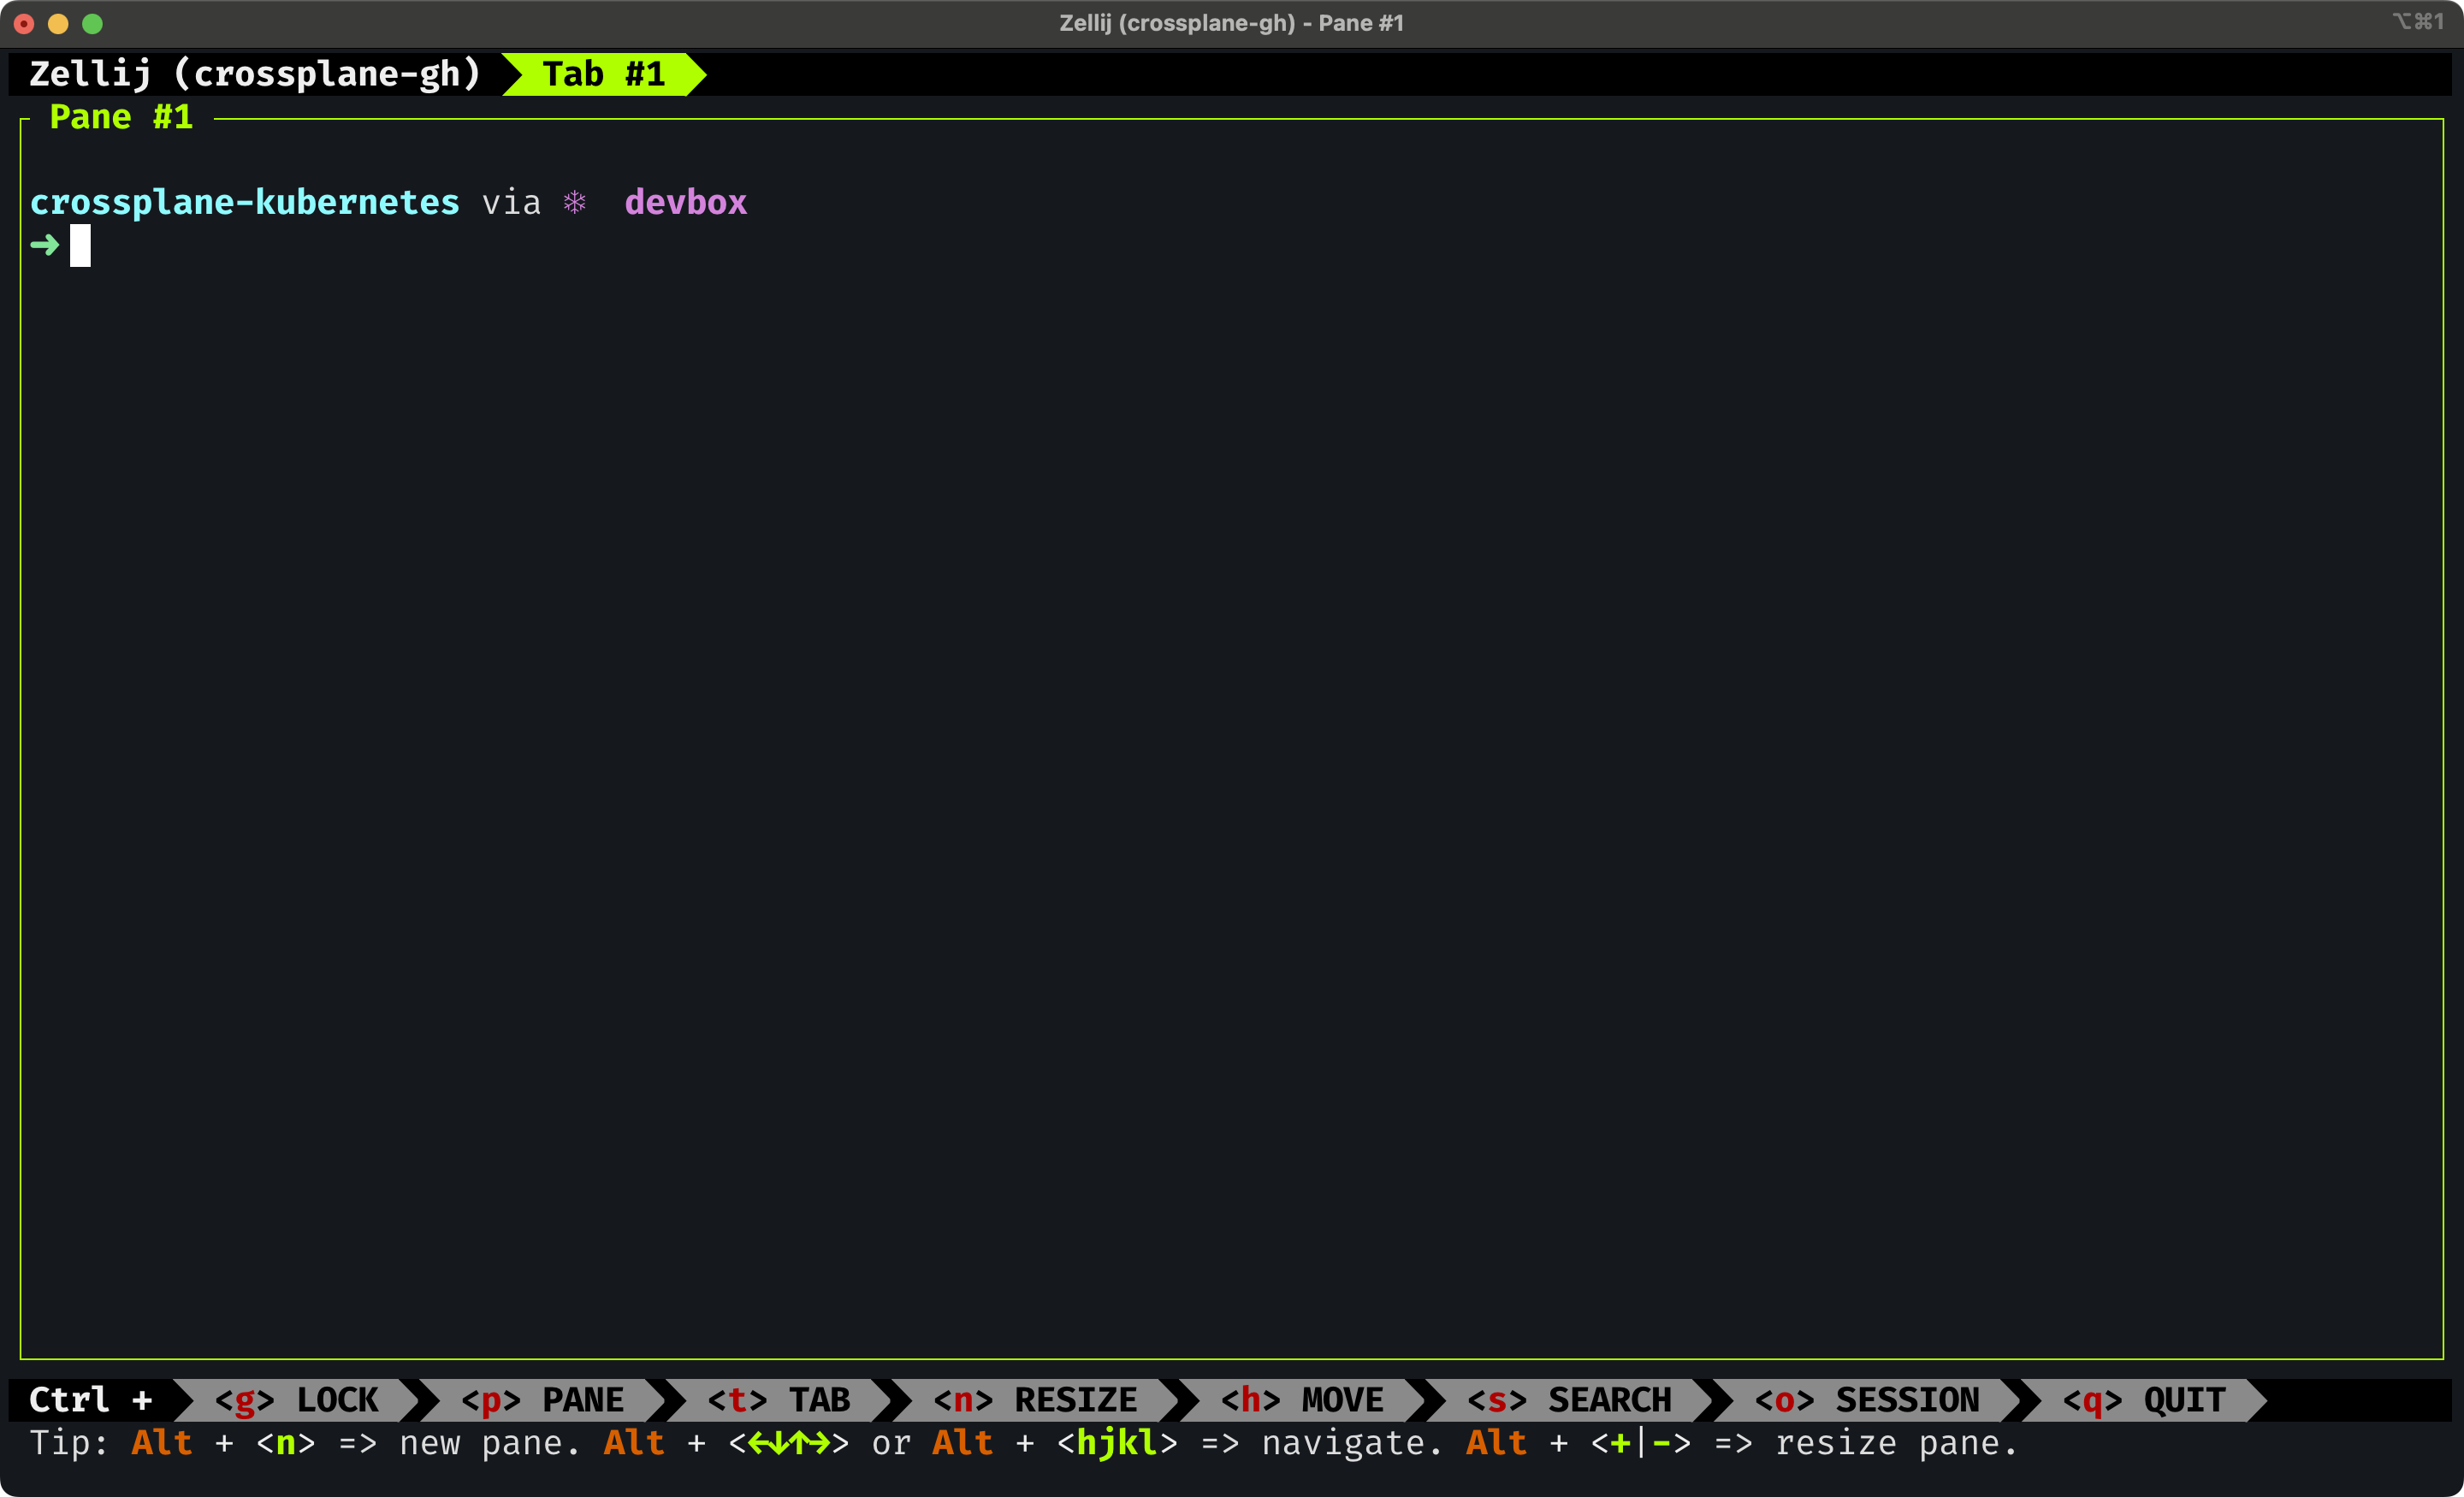 Zellij (crossplane-gh) - Pane #1
⌥⌘1
Zellij (crossplane-gh) Tab #1
Pane #1
crossplane-kubernetes via ❄ devbox
➜
Ctrl + <g> LOCK <p> PANE <t> TAB <n> RESIZE <h> MOVE <s> SEARCH <o> SESSION <q> QUIT
Tip: Alt + <n> => new pane. Alt + <←↓↑→> or Alt + <hjkl> => navigate. Alt + <+|-> => resize pane.